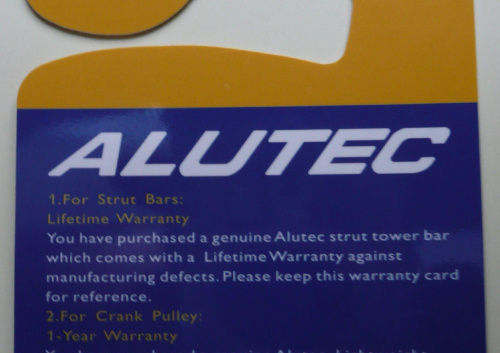 ALUTEC
1.For Strut Bars:
Lifetime Warranty
You have purchased a genuine Alutec strut tower bar
which comes with a Lifetime Warranty against
manufacturing defects. Please keep this warranty card
for reference.
2.For Crank Pulley:
1-Year Warranty